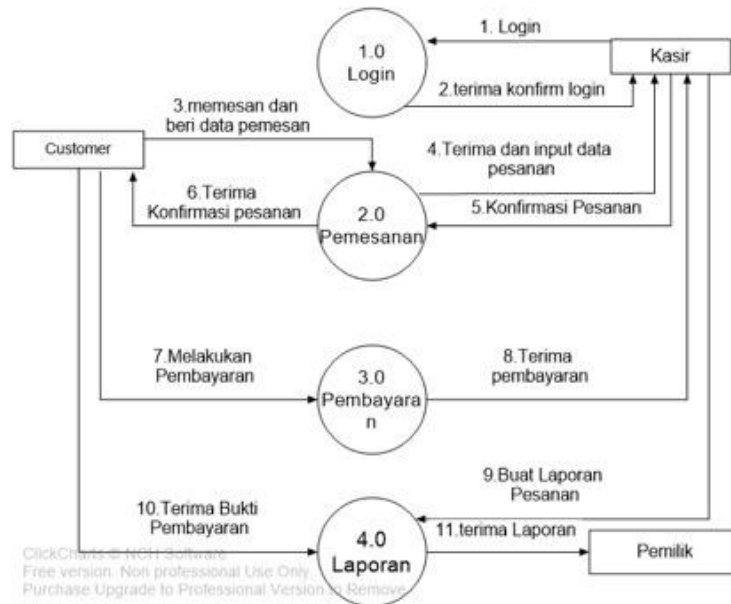 1. Login
1.0
Login
Kasir
2.terima konfirm login
3.memesan dan
beri data pemesan
Customer
4.Terima dan input data
pesanan
6.Terima
Konfirmasi pesanan
2.0
Pemesanan
5.Konfirmasi Pesanan
7.Melakukan
Pembayaran
3.0
Pembayara
n
8.Terima
pembayaran
9.Buat Laporan
Pesanan
10.Terima Bukti
Pembayaran
4.0
Laporan
11.terima Laporan
Pemilik
ClickCharts © NCH Software
Free version. Non professional Use Only
Purchase Upgrade to Professional Version to Remove